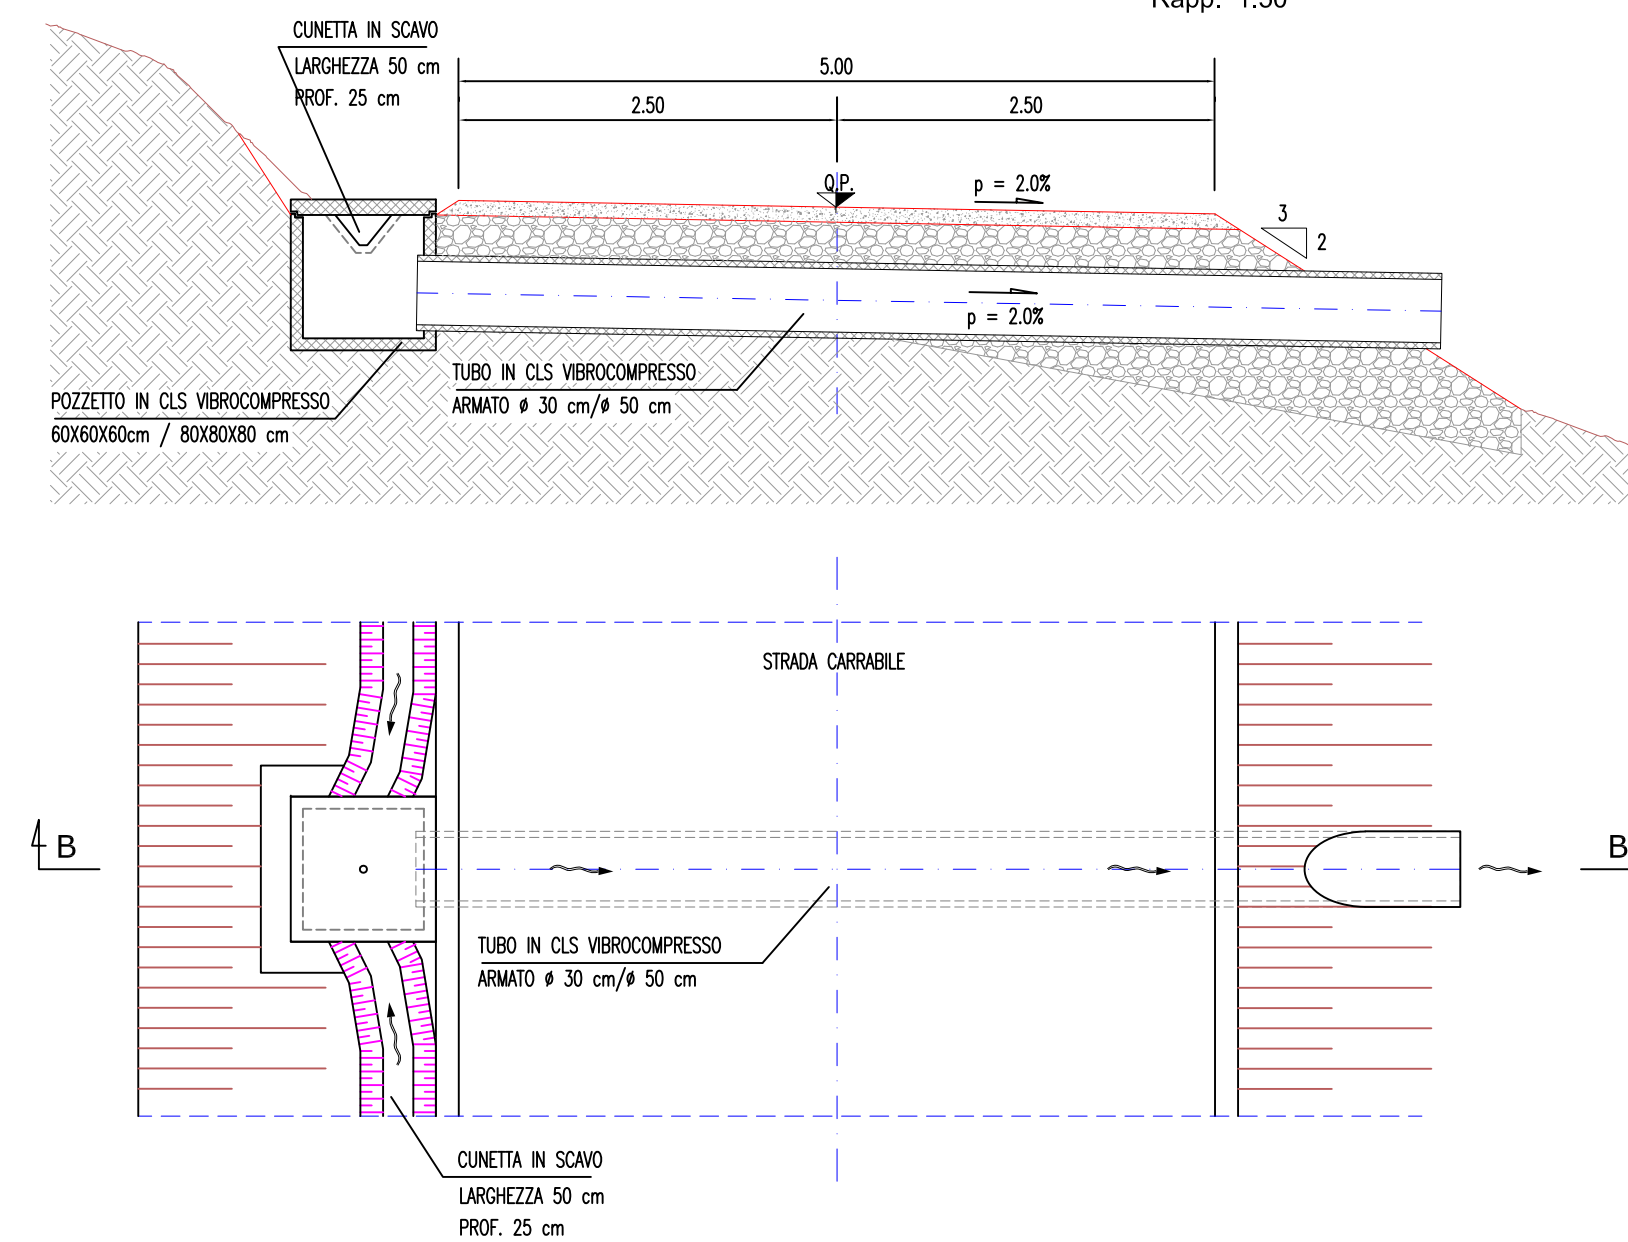 Rapp. 1:50
CUNETTA IN SCAVO
LARGHEZZA 50 cm
PROF. 25 cm
5.00
2.50
2.50
Q.P.
p = 2.0%
3
2
p = 2.0%
TUBO IN CLS VIBROCOMPRESSO
ARMATO ø 30 cm/ø 50 cm
POZZETTO IN CLS VIBROCOMPRESSO
60X60X60cm / 80X80X80 cm
STRADA CARRABILE
B
B
TUBO IN CLS VIBROCOMPRESSO
ARMATO ø 30 cm/ø 50 cm
CUNETTA IN SCAVO
LARGHEZZA 50 cm
PROF. 25 cm